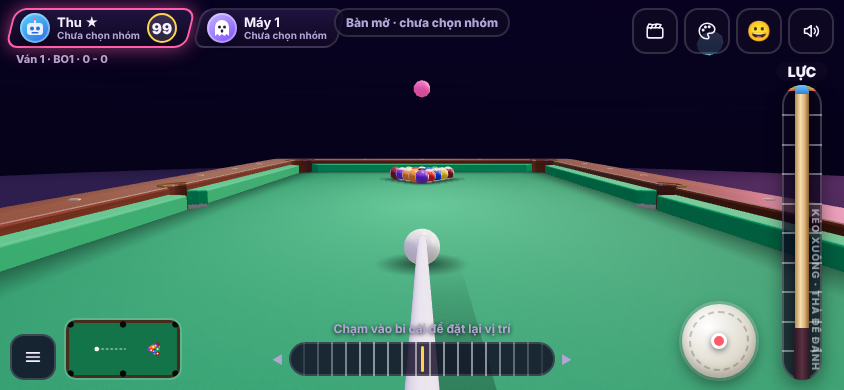 Thu ★
Chưa chọn nhóm
99
Máy 1
Chưa chọn nhóm
Bàn mở · chưa chọn nhóm
Ván 1 · BO1 · 0 - 0
LỰC
KÉO XUỐNG · THẢ ĐỂ ĐÁNH
Chạm vào bi cái để đặt lại vị trí